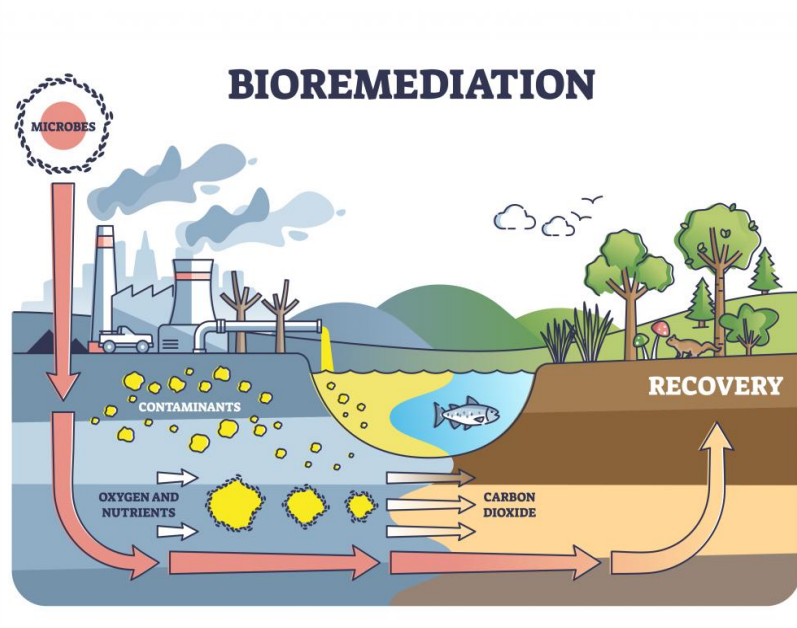 BIOREMEDIATION
MICROBES
CONTAMINANTS
RECOVERY
OXYGEN AND
NUTRIENTS
CARBON
DIOXIDE